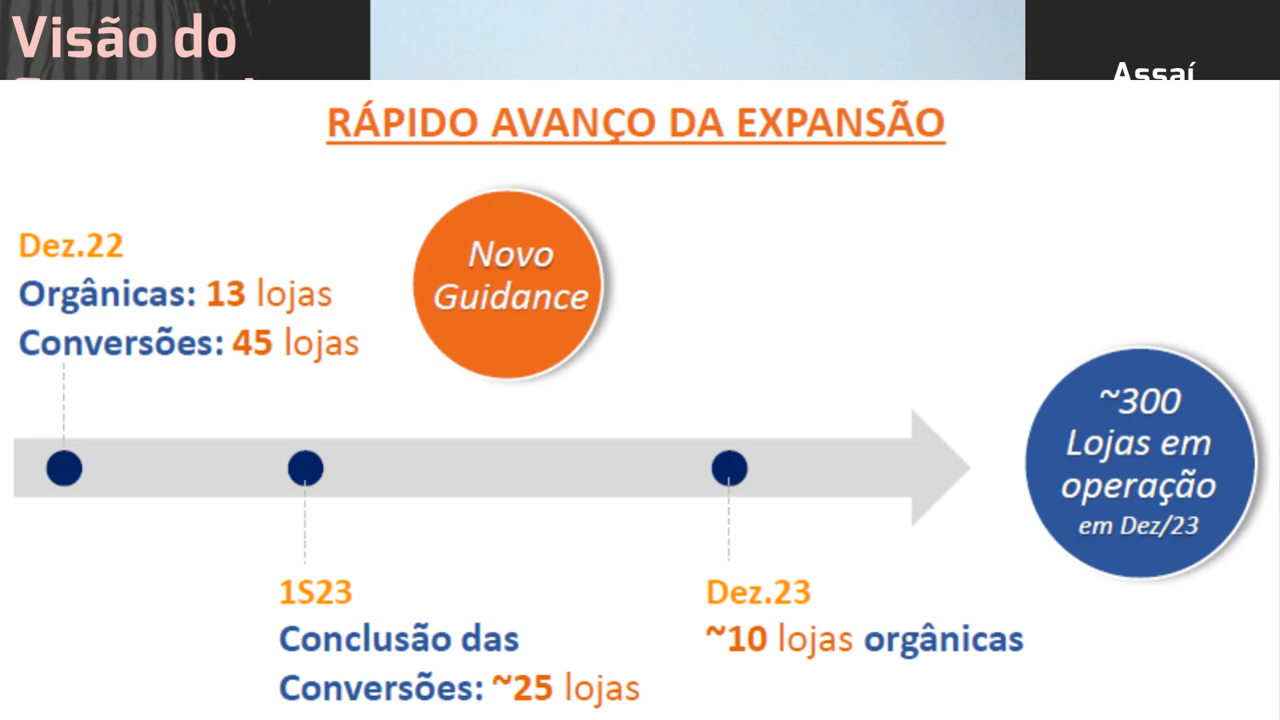 Visão do
Assaí
RÁPIDO AVANÇO DA EXPANSÃO
Dez.22
Orgânicas: 13 lojas
Conversões: 45 lojas
Novo
Guidance
~300
Lojas em
operação
em Dez/23
1S23
Conclusão das
Conversões: ~25 lojas
Dez.23
~10 lojas orgânicas